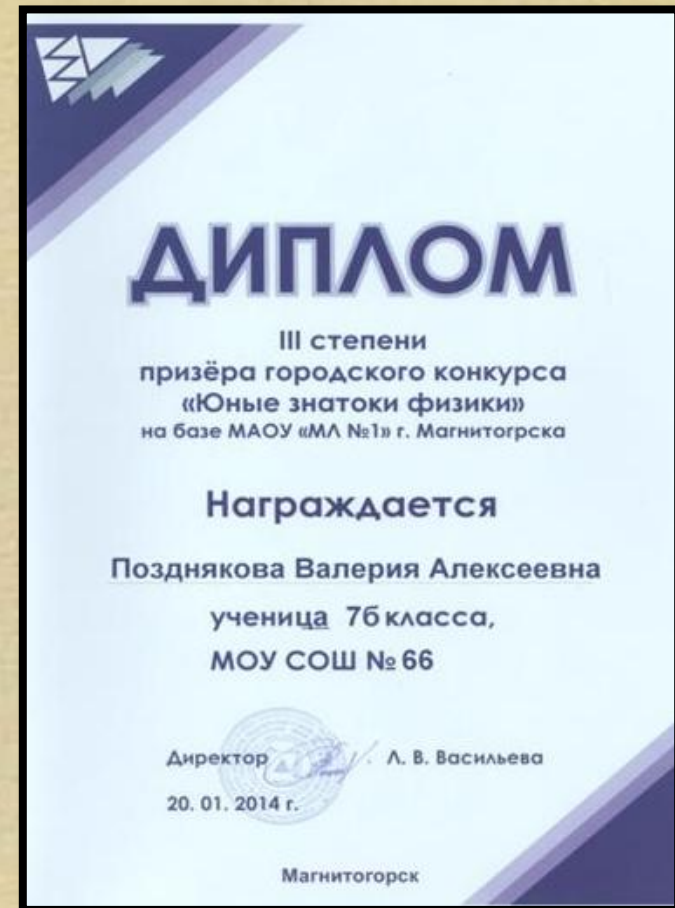 ДИПЛОМ
III степени
призёра городского конкурса
«Юные знатоки физики»
на базе МАОУ «МЛ №1» г. Магнитогрска
Награждается
Позднякова Валерия Алексеевна
ученица 7б класса,
МОУ СОШ № 66
Директор Л. В. Васильева
20. 01. 2014 г.
Магнитогорск